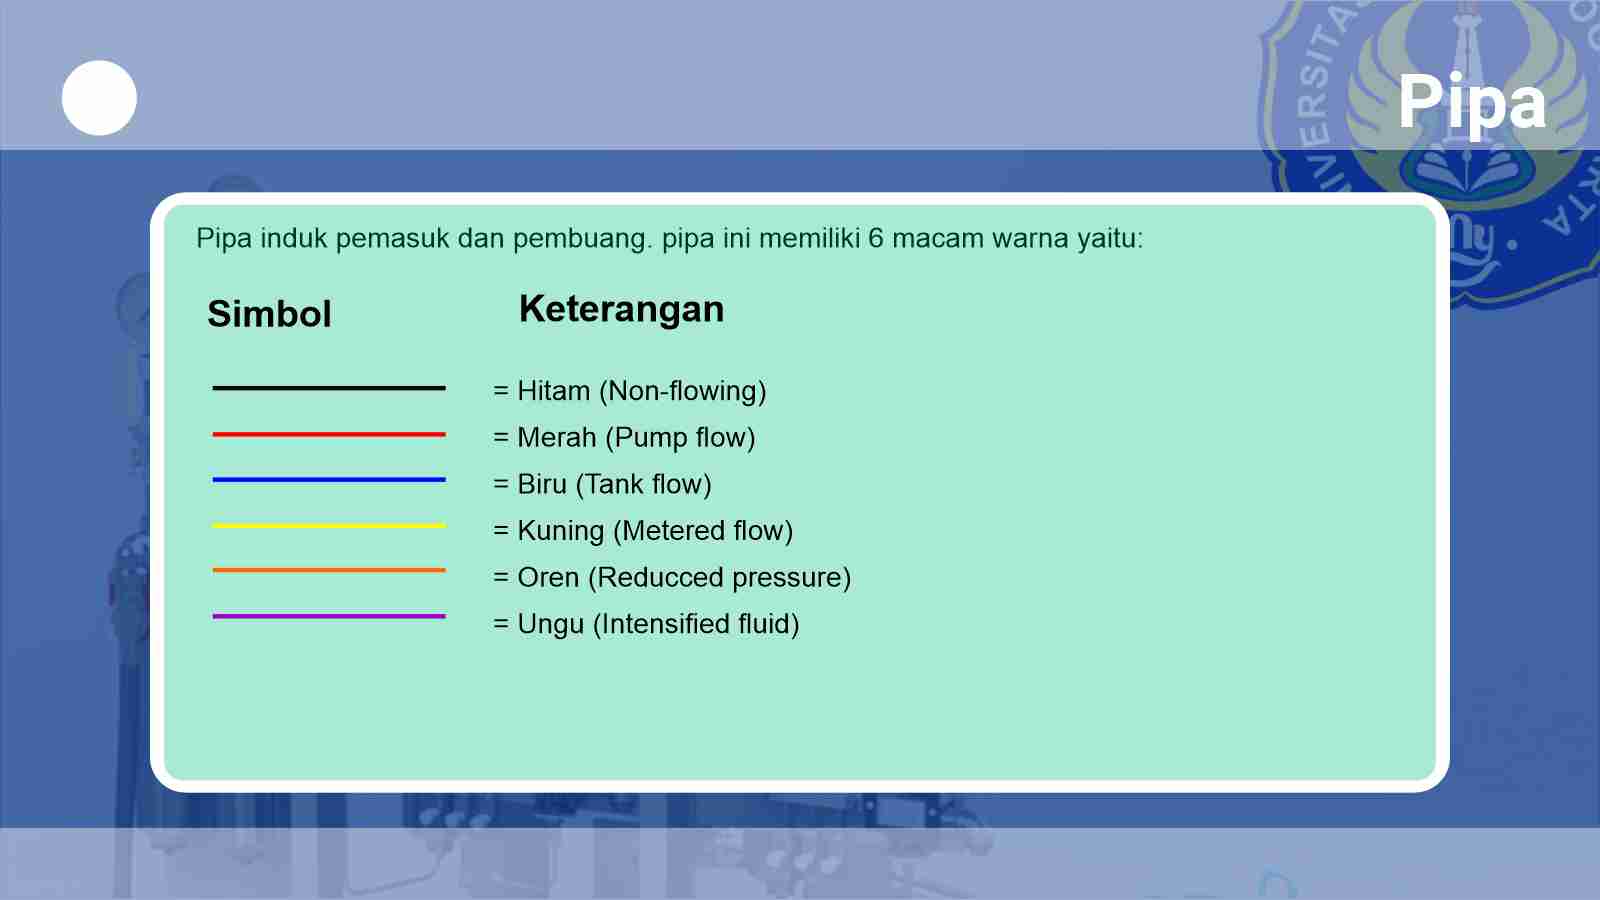 Pipa
Pipa induk pemasuk dan pembuang. pipa ini memiliki 6 macam warna yaitu:
Simbol Keterangan
= Hitam (Non-flowing)
= Merah (Pump flow)
= Biru (Tank flow)
= Kuning (Metered flow)
= Oren (Reducced pressure)
= Ungu (Intensified fluid)